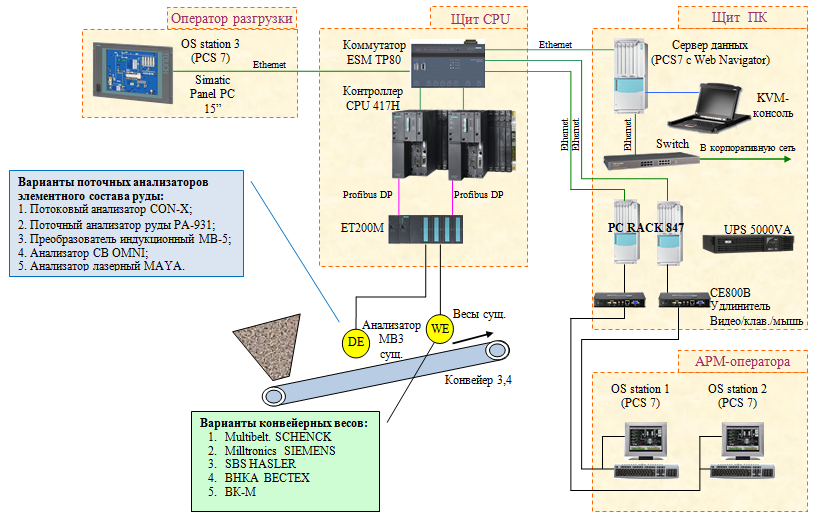 Оператор разгрузки
OS station 3
(PCS 7)
Simatic
Panel PC
15”
Ethernet
Щит CPU
Коммутатор
ESM TP80
Контроллер
CPU 417H
Profibus DP
Profibus DP
ET200M
Ethernet
Ethernet
Ethernet
Щит ПК
Сервер данных
(PCS7 с Web Navigator)
KVM-
консоль
Ethernet
Switch
В корпоративную сеть
PC RACK 847
UPS 5000VA
CE800B
Удлинитель
Видео/клав./мышь
Варианты поточных анализаторов
элементного состава руды:
1. Потоковый анализатор CON-X;
2. Поточный анализатор руды РА-931;
3. Преобразователь индукционный МВ-5;
4. Анализатор CB OMNI;
5. Анализатор лазерный MAYA.
DE
Анализатор
МВ3
сущ.
WE
Весы сущ.
Конвейер 3,4
Варианты конвейерных весов:
1. Multibelt. SCHENCK
2. Milltronics SIEMENS
3. SBS HASLER
4. ВНКА ВЕСТЕХ
5. ВК-М
АРМ-оператора
OS station 1
(PCS 7)
OS station 2
(PCS 7)